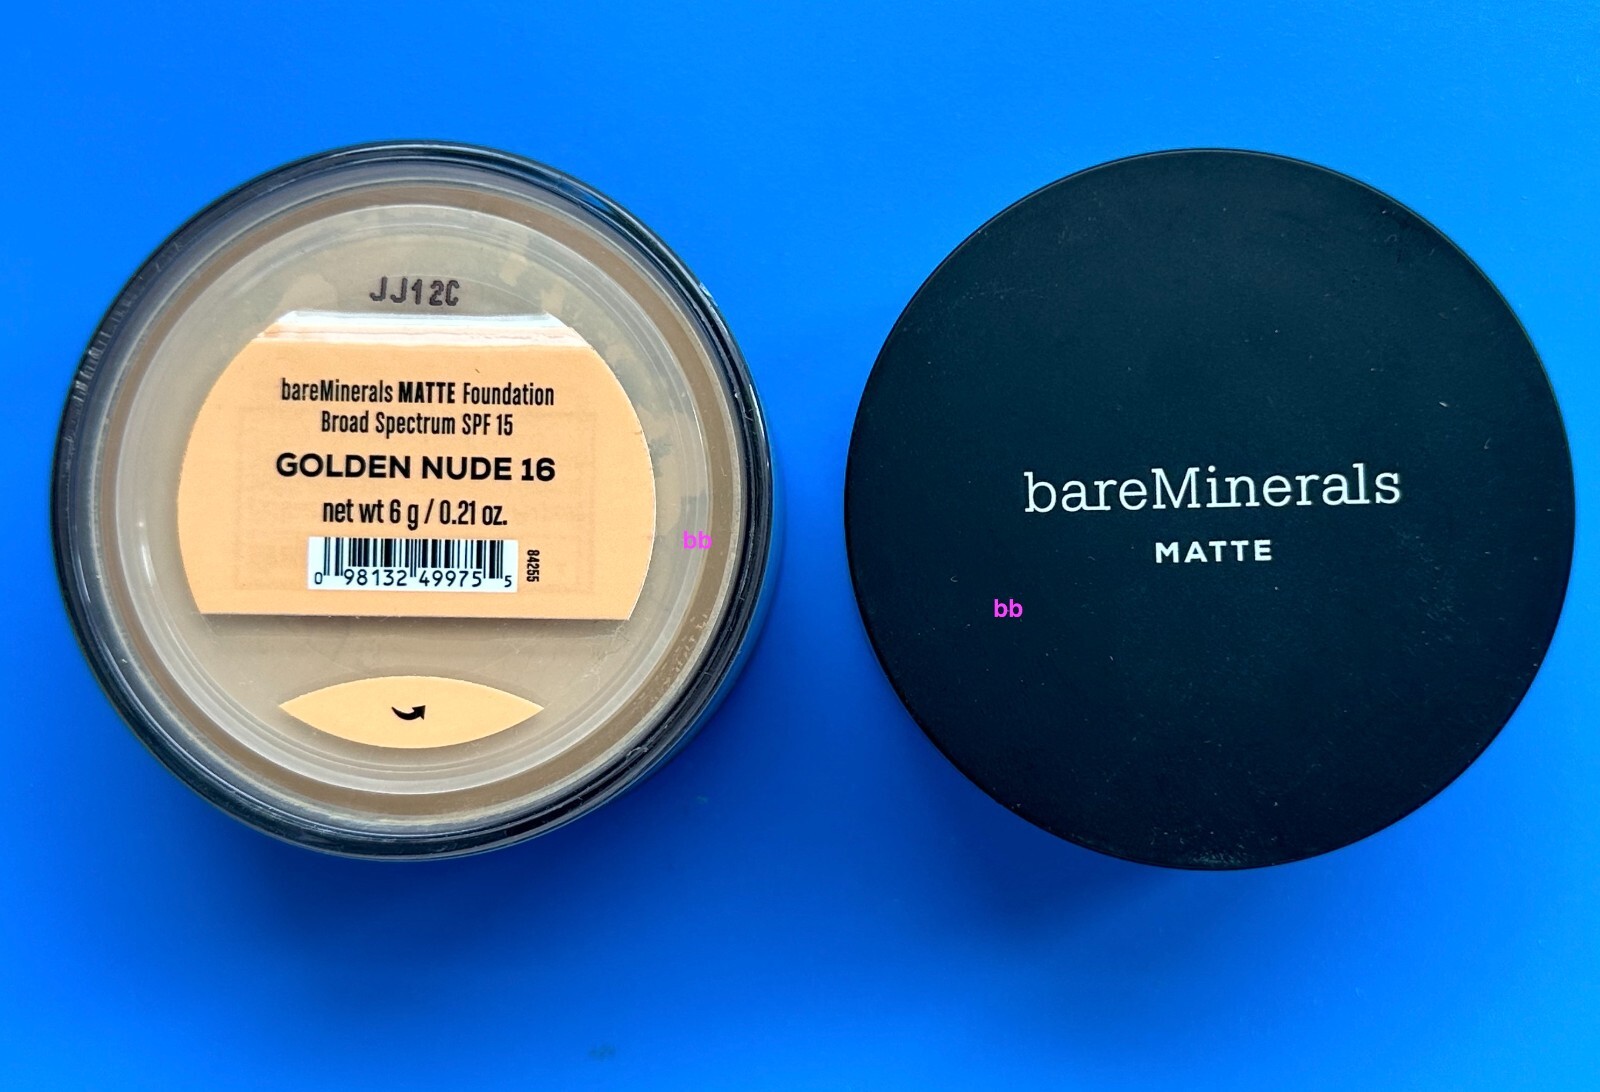 JJ12C
bareMinerals MATTE Foundation
Broad Spectrum SPF 15
GOLDEN NUDE 16
net wt 6 g / 0.21 oz.
0 98132 49975 5
84255
bb
bareMinerals
MATTE
bb